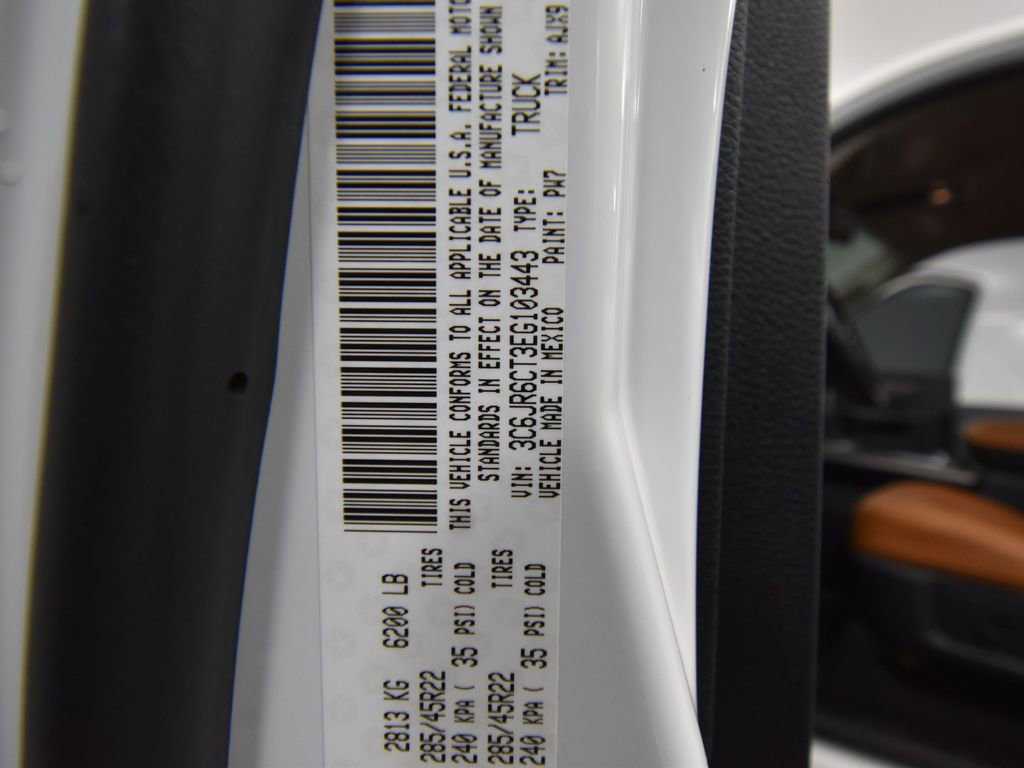 2813 KG 6200 LB
285/45R22 TIRES
240 KPA ( 35 PSI) COLD
285/45R22 TIRES
240 KPA ( 35 PSI) COLD
THIS VEHICLE CONFORMS TO ALL APPLICABLE U.S.A. FEDERAL
STANDARDS IN EFFECT ON THE DATE OF MANUFACTURE SHOWN
VIN: 3C6JR6CT3EG103443 TYPE: TRUCK
VEHICLE MADE IN MEXICO PAINT: PW7 TRIM: AJX9